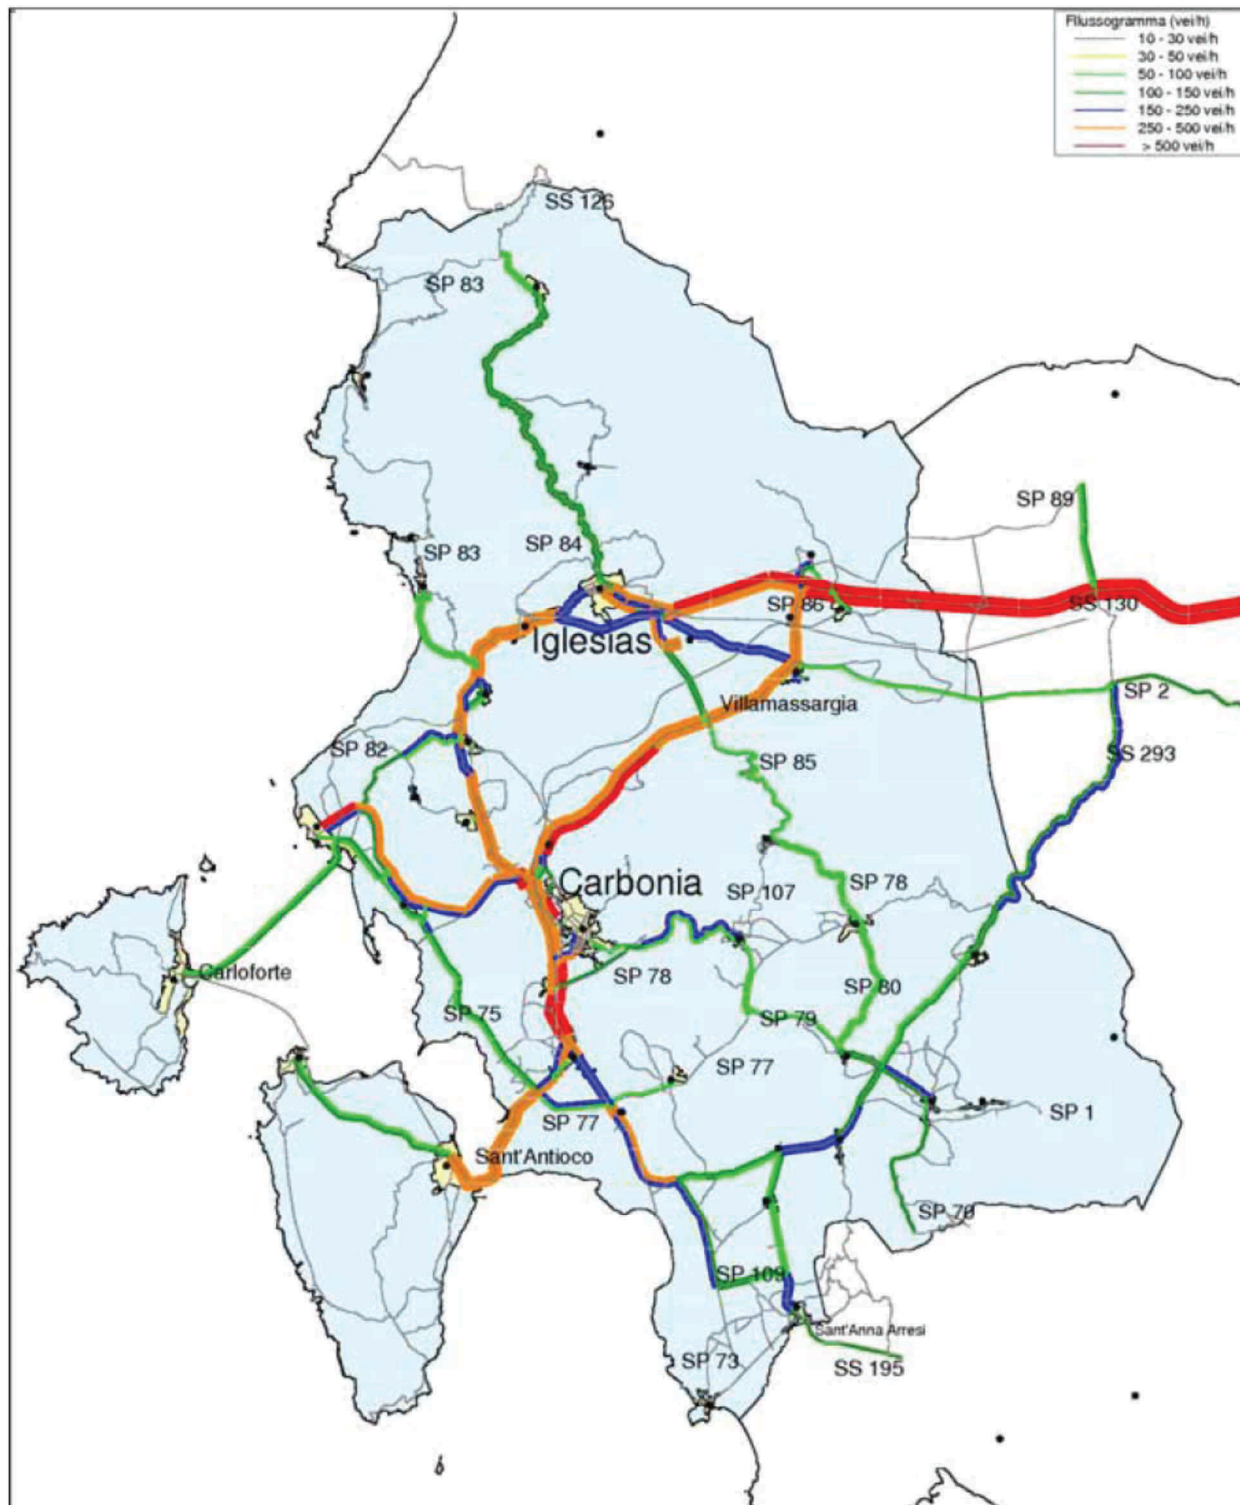 Fllussogramma (vei/h)
10 - 30 vei/h
30 - 50 vei/h
50 - 100 vei/h
100 - 150 vei/h
150 - 250 vei/h
250 - 500 vei/h
> 500 vei/h
SS 126
SP 83
SP 89
SP 83
SP 84
SP 86
SS 130
Iglesias
SP 2
Villamassargia
SP 82
SP 85
SS 293
Carbonia
SP 107
SP 78
Carloforte
SP 78
SP 80
SP 75
SP 79
SP 77
SP 77
SP 1
Sant'Antioco
SP 70
SP 109
Sant'Anna Arresi
SP 73
SS 195